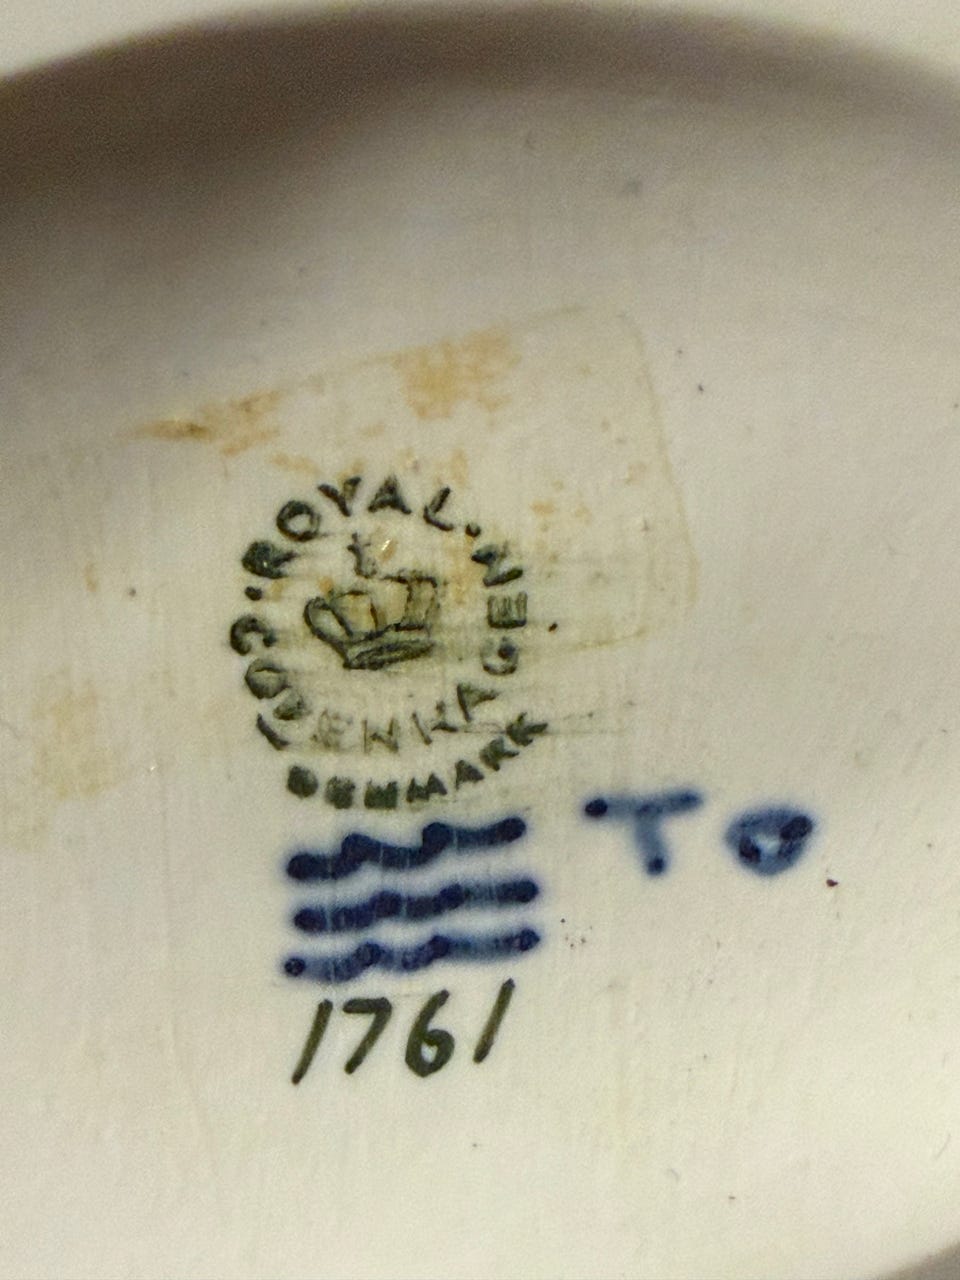 ROYAL
COPENHAGEN
DENMARK
TO
1761